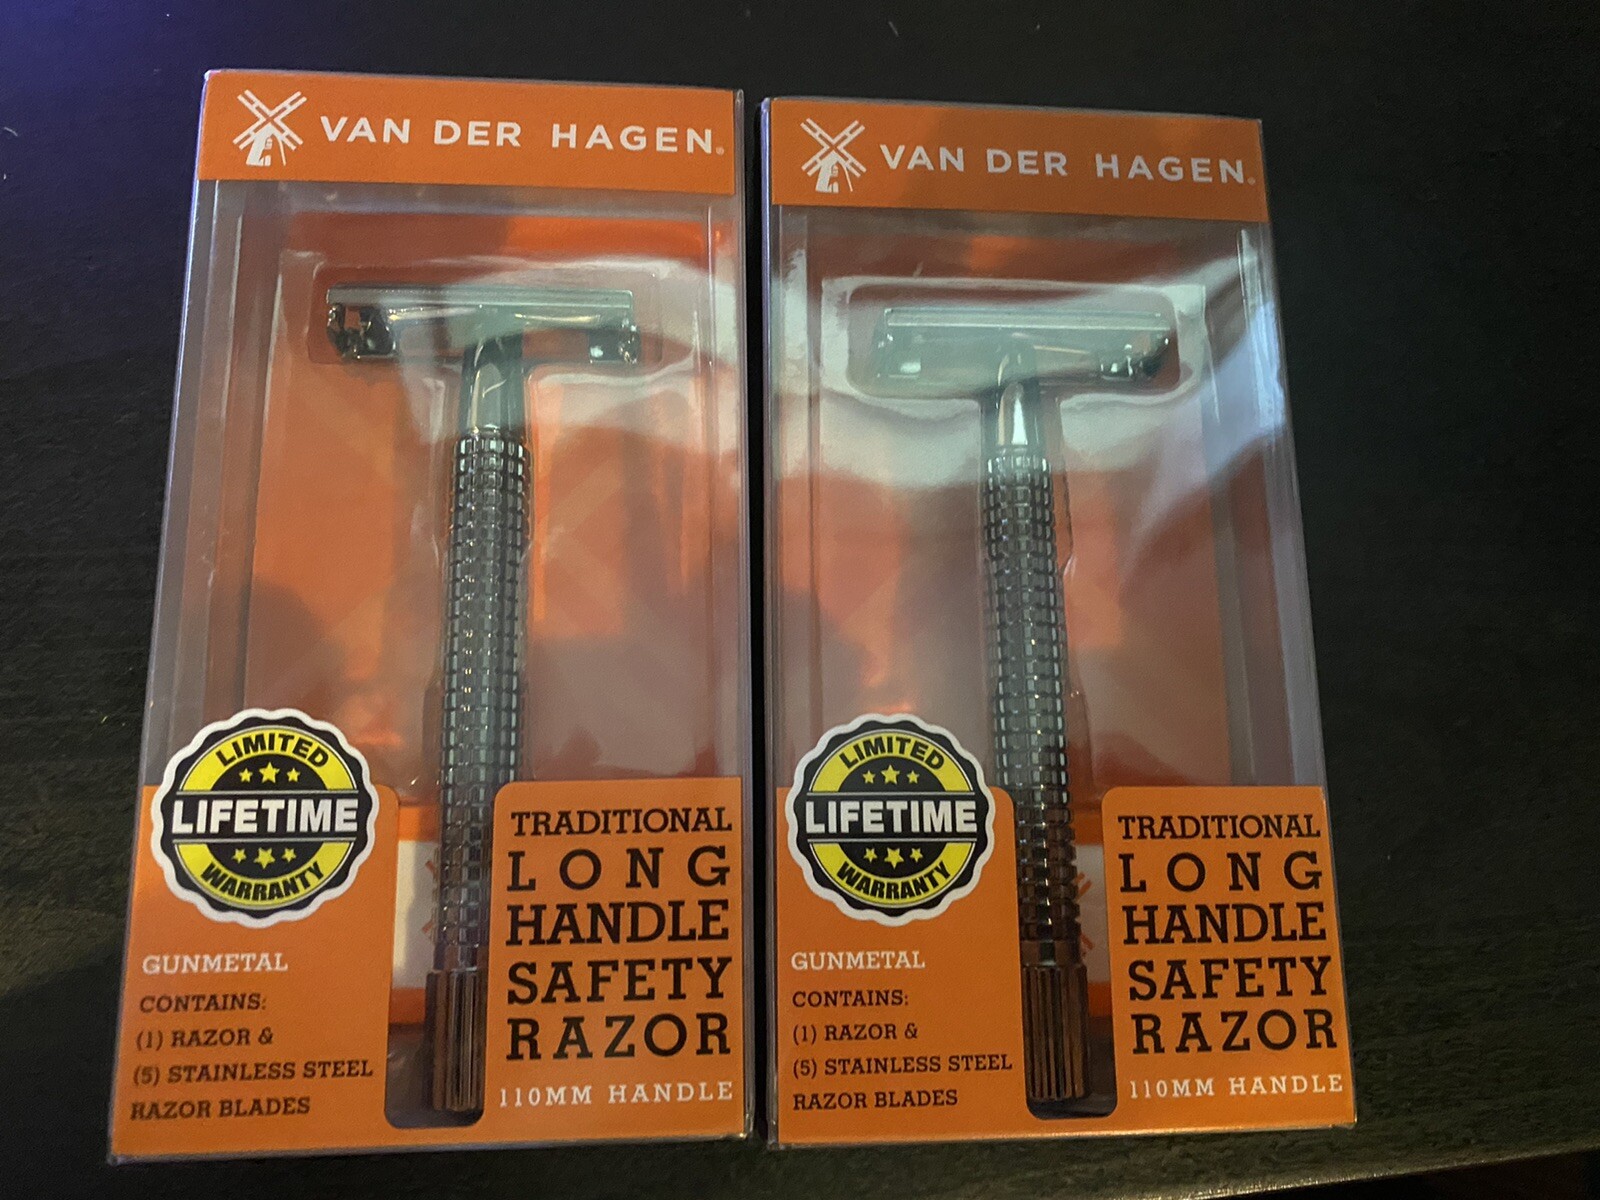 VAN DER HAGEN®
LIMITED
LIFETIME
WARRANTY
GUNMETAL
CONTAINS:
(1) RAZOR &
(5) STAINLESS STEEL
RAZOR BLADES
TRADITIONAL
LONG
HANDLE
SAFETY
RAZOR
110MM HANDLE
VAN DER HAGEN®
LIMITED
LIFETIME
WARRANTY
GUNMETAL
CONTAINS:
(1) RAZOR &
(5) STAINLESS STEEL
RAZOR BLADES
TRADITIONAL
LONG
HANDLE
SAFETY
RAZOR
110MM HANDLE